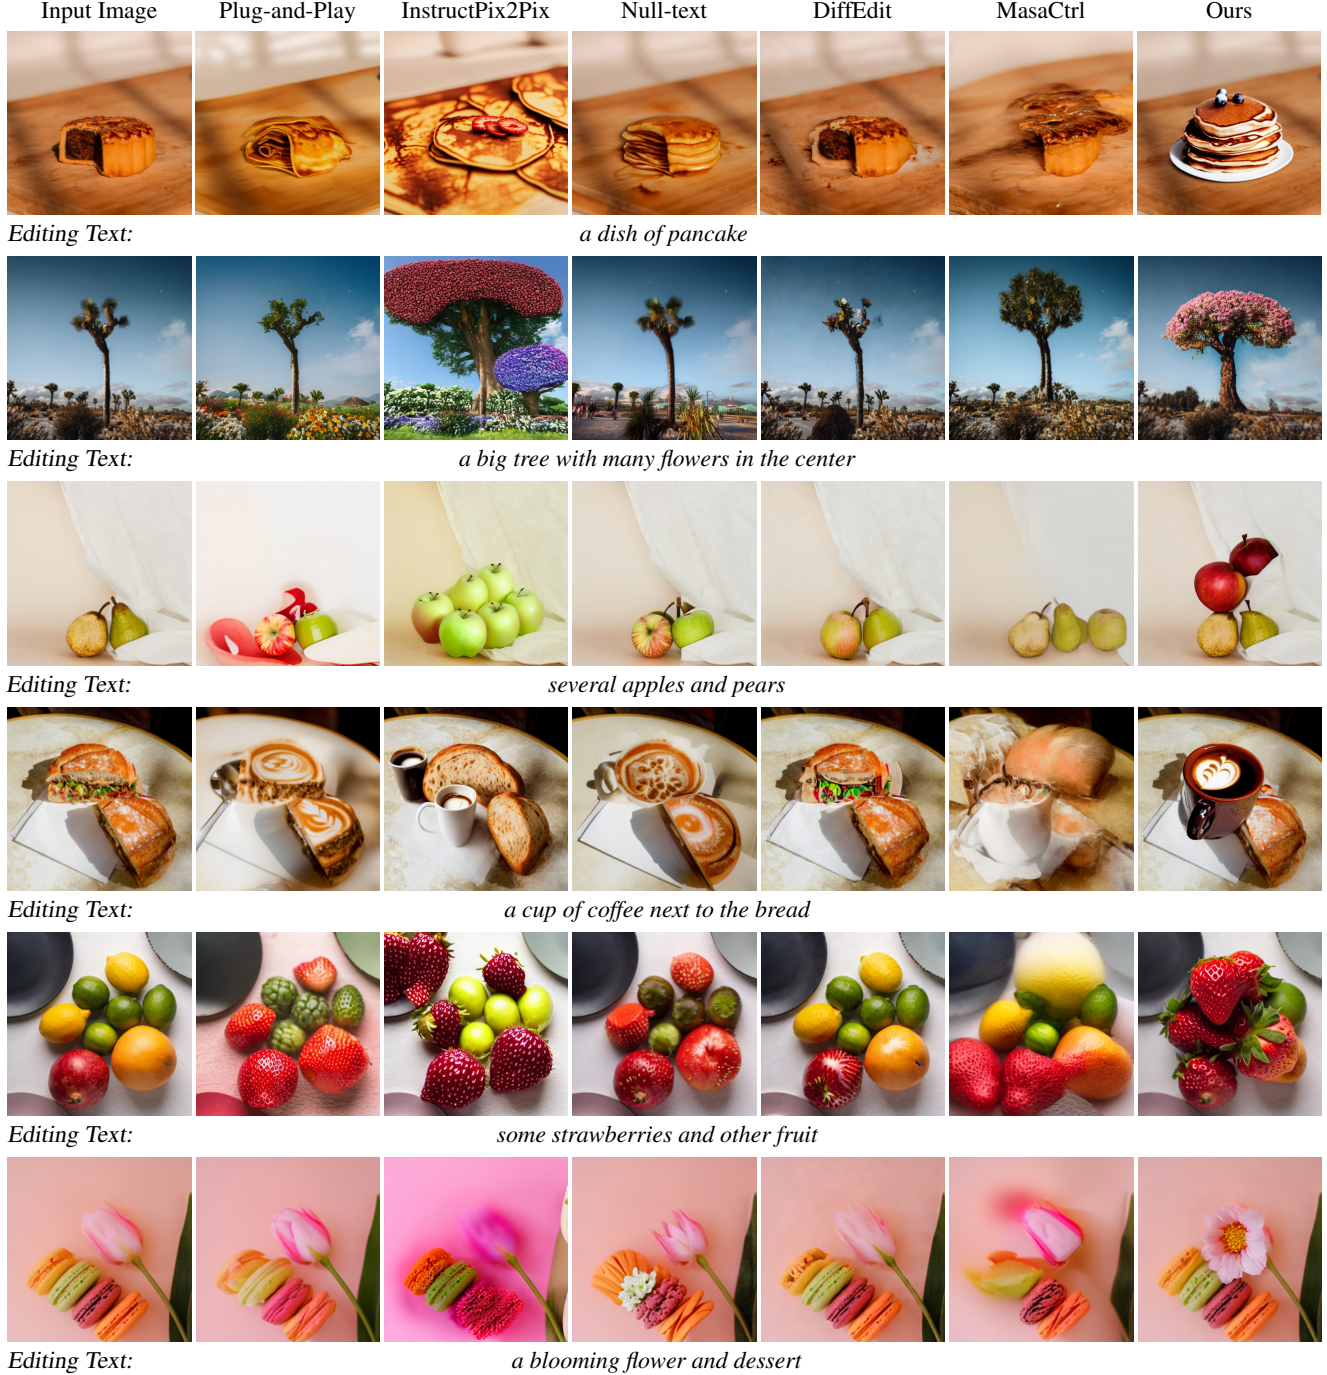 Input Image Plug-and-Play InstructPix2Pix Null-text DiffEdit MasaCtrl Ours
Editing Text: a dish of pancake
Editing Text: a big tree with many flowers in the center
Editing Text: several apples and pears
Editing Text: a cup of coffee next to the bread
Editing Text: some strawberries and other fruit
Editing Text: a blooming flower and dessert